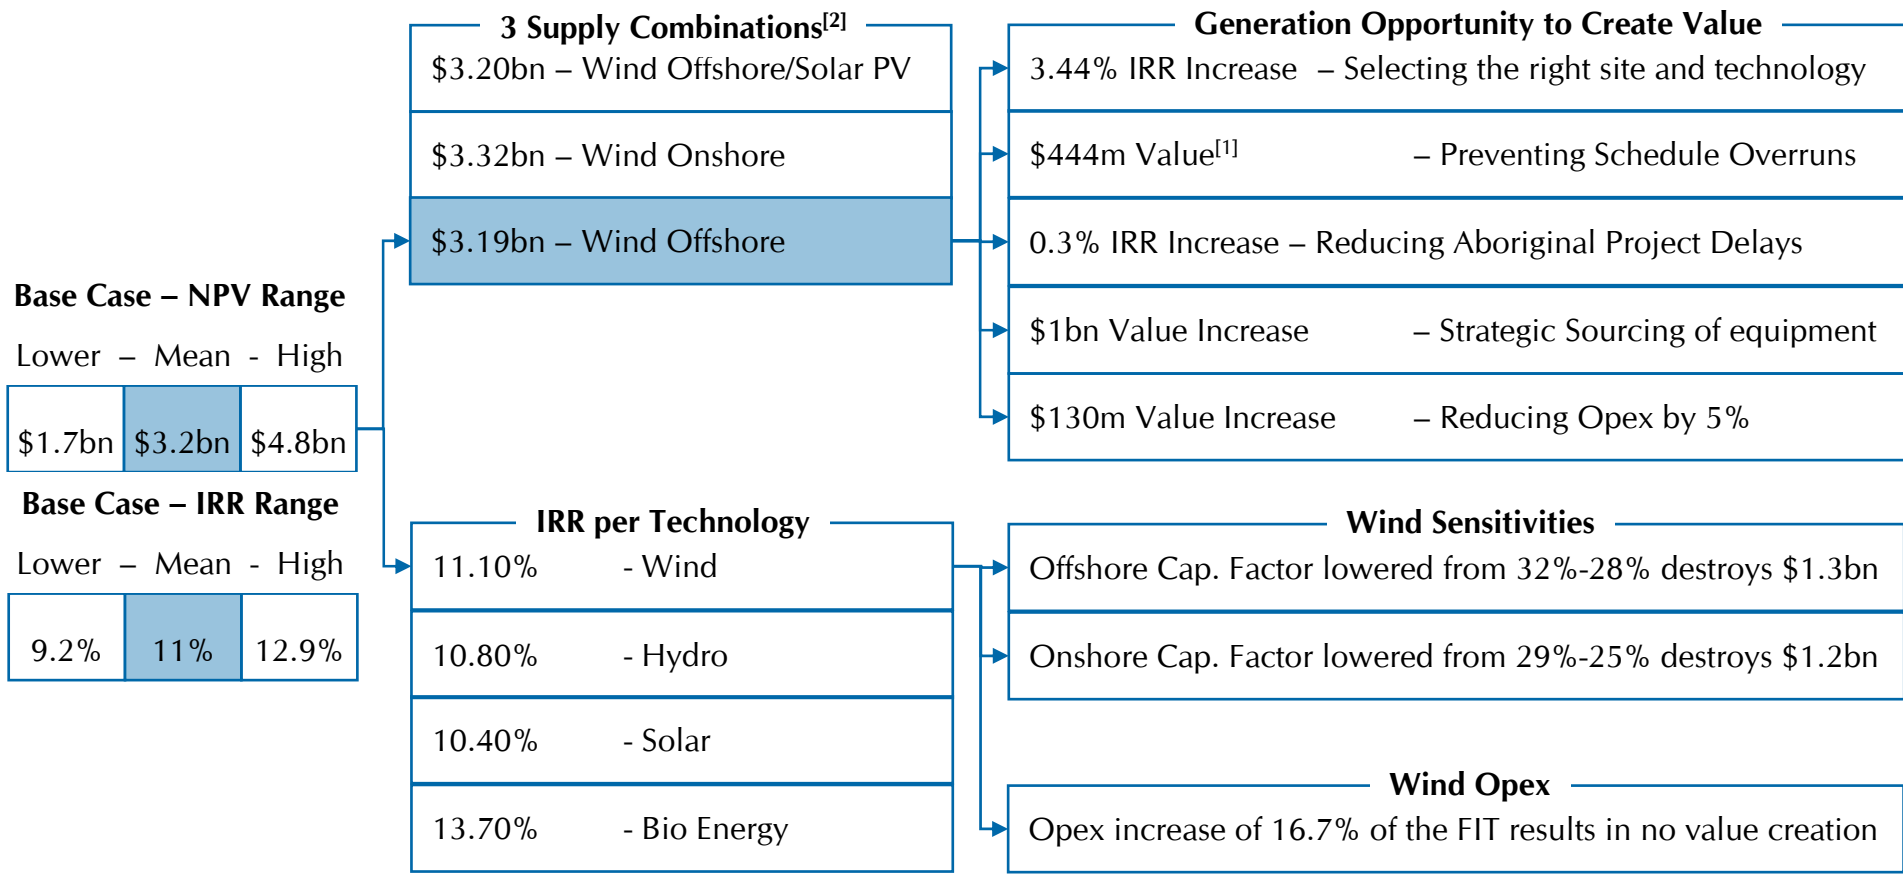 3 Supply Combinations[2]
$3.20bn – Wind Offshore/Solar PV
$3.32bn – Wind Onshore
$3.19bn – Wind Offshore
Generation Opportunity to Create Value
3.44% IRR Increase – Selecting the right site and technology
$444m Value[1] – Preventing Schedule Overruns
0.3% IRR Increase – Reducing Aboriginal Project Delays
$1bn Value Increase – Strategic Sourcing of equipment
$130m Value Increase – Reducing Opex by 5%
Base Case – NPV Range
Lower – Mean - High
$1.7bn $3.2bn $4.8bn
Base Case – IRR Range
Lower – Mean - High
9.2% 11% 12.9%
IRR per Technology
11.10% - Wind
10.80% - Hydro
10.40% - Solar
13.70% - Bio Energy
Wind Sensitivities
Offshore Cap. Factor lowered from 32%-28% destroys $1.3bn
Onshore Cap. Factor lowered from 29%-25% destroys $1.2bn
Wind Opex
Opex increase of 16.7% of the FIT results in no value creation